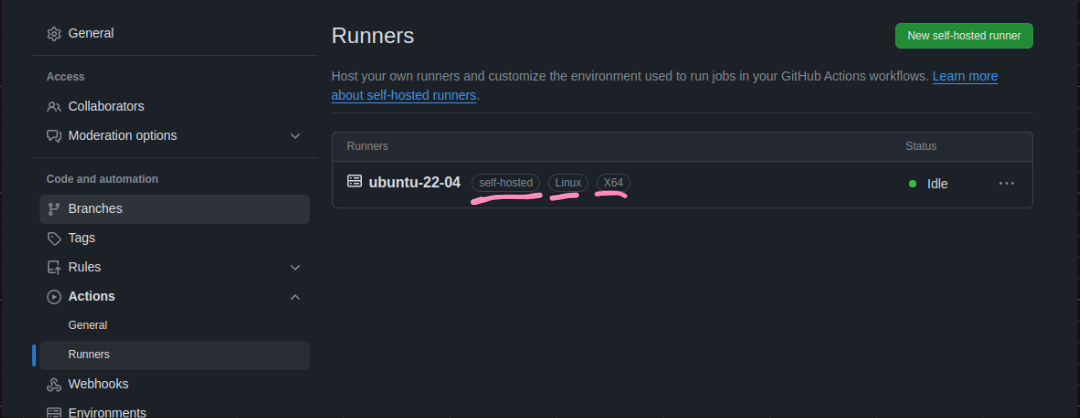 General
Access
Collaborators
Moderation options
Code and automation
Branches
Tags
Rules
Actions
General
Runners
Webhooks
Environments
Runners
New self-hosted runner
Host your own runners and customize the environment used to run jobs in your GitHub Actions workflows. Learn more
about self-hosted runners.
Runners Status
ubuntu-22-04 self-hosted Linux X64 Idle